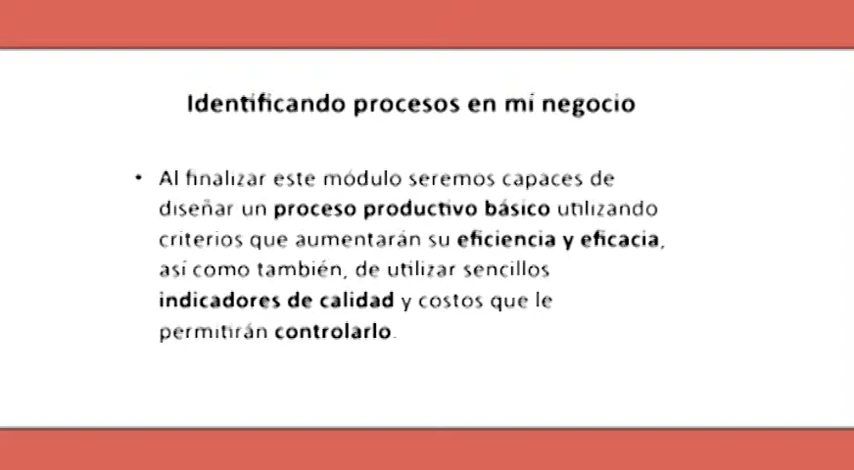 Identificando procesos en mí negocio
• Al finalizar este módulo seremos capaces de
diseñar un proceso productivo básico utilizando
criterios que aumentarán su eficiencia y eficacia,
así como también, de utilizar sencillos
indicadores de calidad y costos que le
permitirán controlarlo.